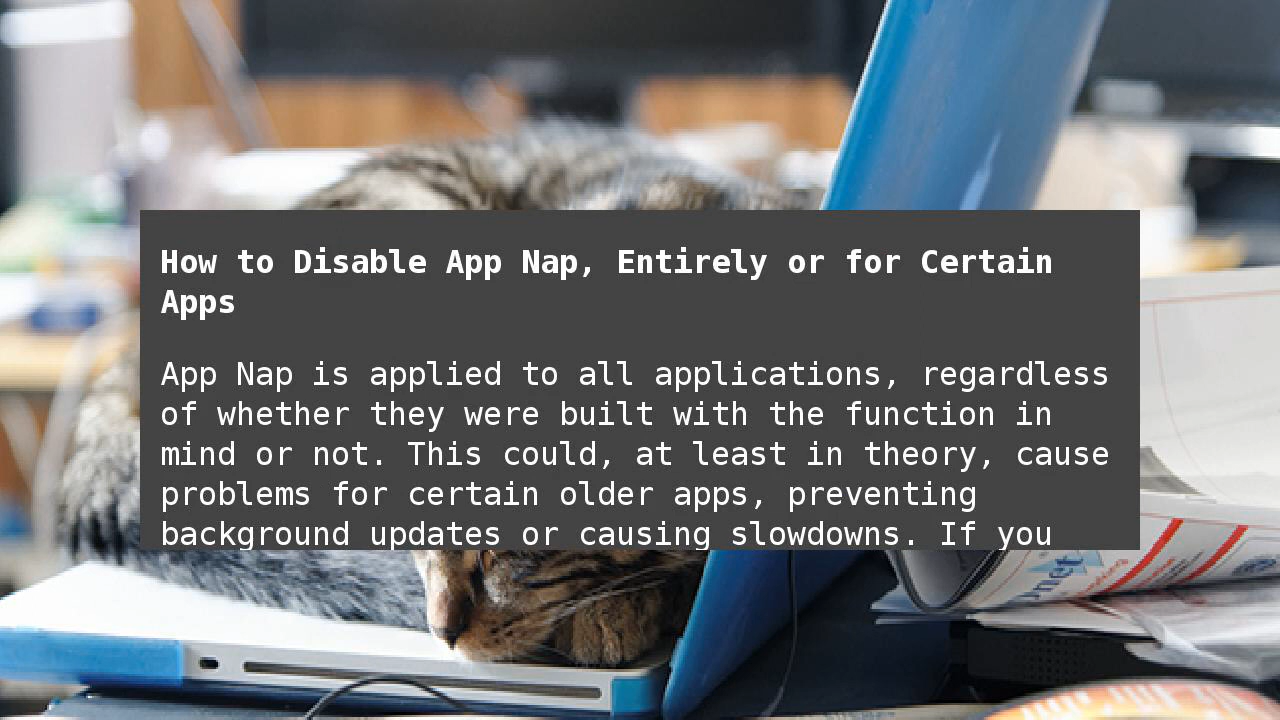 How to Disable App Nap, Entirely or for Certain
Apps
App Nap is applied to all applications, regardless
of whether they were built with the function in
mind or not. This could, at least in theory, cause
problems for certain older apps, preventing
background updates or causing slowdowns. If you